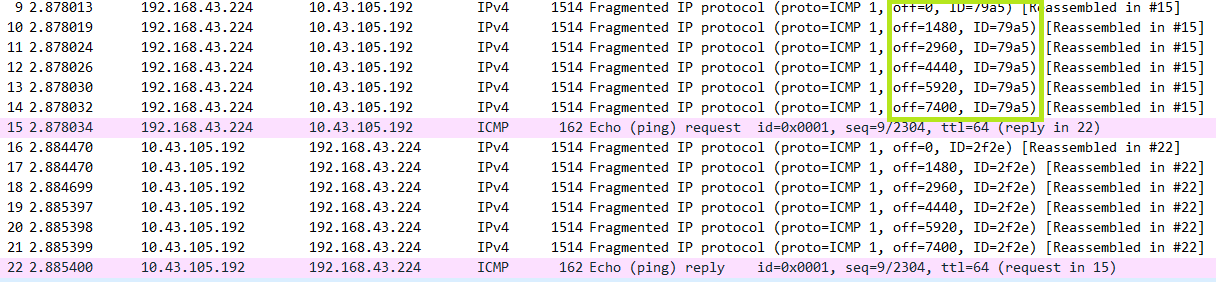 9 2.878013 192.168.43.224 10.43.105.192 IPv4 1514 Fragmented IP protocol (proto=ICMP 1, off=0, ID=79a5) [Reassembled in #15]
10 2.878019 192.168.43.224 10.43.105.192 IPv4 1514 Fragmented IP protocol (proto=ICMP 1, off=1480, ID=79a5) [Reassembled in #15]
11 2.878024 192.168.43.224 10.43.105.192 IPv4 1514 Fragmented IP protocol (proto=ICMP 1, off=2960, ID=79a5) [Reassembled in #15]
12 2.878026 192.168.43.224 10.43.105.192 IPv4 1514 Fragmented IP protocol (proto=ICMP 1, off=4440, ID=79a5) [Reassembled in #15]
13 2.878030 192.168.43.224 10.43.105.192 IPv4 1514 Fragmented IP protocol (proto=ICMP 1, off=5920, ID=79a5) [Reassembled in #15]
14 2.878032 192.168.43.224 10.43.105.192 IPv4 1514 Fragmented IP protocol (proto=ICMP 1, off=7400, ID=79a5) [Reassembled in #15]
15 2.878034 192.168.43.224 10.43.105.192 ICMP 162 Echo (ping) request id=0x0001, seq=9/2304, ttl=64 (reply in 22)
16 2.884470 10.43.105.192 192.168.43.224 IPv4 1514 Fragmented IP protocol (proto=ICMP 1, off=0, ID=2f2e) [Reassembled in #22]
17 2.884470 10.43.105.192 192.168.43.224 IPv4 1514 Fragmented IP protocol (proto=ICMP 1, off=1480, ID=2f2e) [Reassembled in #22]
18 2.884699 10.43.105.192 192.168.43.224 IPv4 1514 Fragmented IP protocol (proto=ICMP 1, off=2960, ID=2f2e) [Reassembled in #22]
19 2.885397 10.43.105.192 192.168.43.224 IPv4 1514 Fragmented IP protocol (proto=ICMP 1, off=4440, ID=2f2e) [Reassembled in #22]
20 2.885398 10.43.105.192 192.168.43.224 IPv4 1514 Fragmented IP protocol (proto=ICMP 1, off=5920, ID=2f2e) [Reassembled in #22]
21 2.885399 10.43.105.192 192.168.43.224 IPv4 1514 Fragmented IP protocol (proto=ICMP 1, off=7400, ID=2f2e) [Reassembled in #22]
22 2.885400 10.43.105.192 192.168.43.224 ICMP 162 Echo (ping) reply id=0x0001, seq=9/2304, ttl=64 (request in 15)